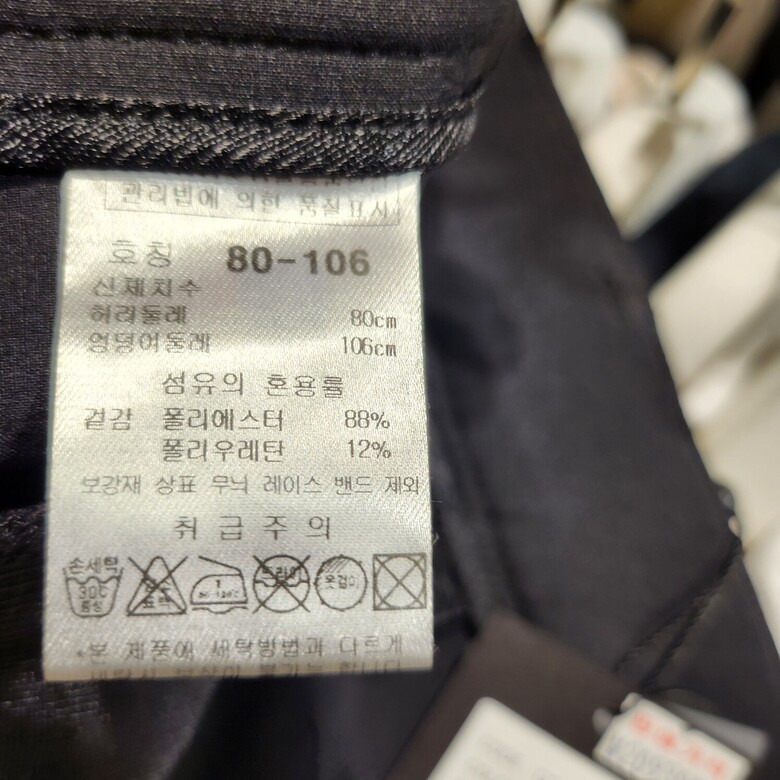 관리법에 의한 품질표시
호칭 80-106
신체치수
허리둘레 80cm
엉덩이둘레 106cm
섬유의 혼용률
겉감 폴리에스터 88%
폴리우레탄 12%
보강재 상표 무늬 레이스 밴드 제외
취급주의
손세탁 드라이 옷걸이
30℃ 표백 1
중성
*본 제품에 세탁방법과 다르게